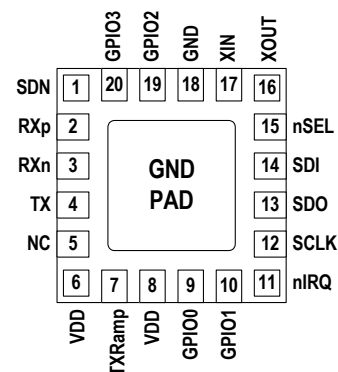 GPIO3
GPIO2
GND
XIN
XOUT
SDN 1 20 19 18 17 16
RXp 2 15 nSEL
RXn 3 GND 14 SDI
TX 4 PAD 13 SDO
NC 5 12 SCLK
6 7 8 9 10 11 nIRQ
VDD
TXRamp
VDD
GPIO0
GPIO1